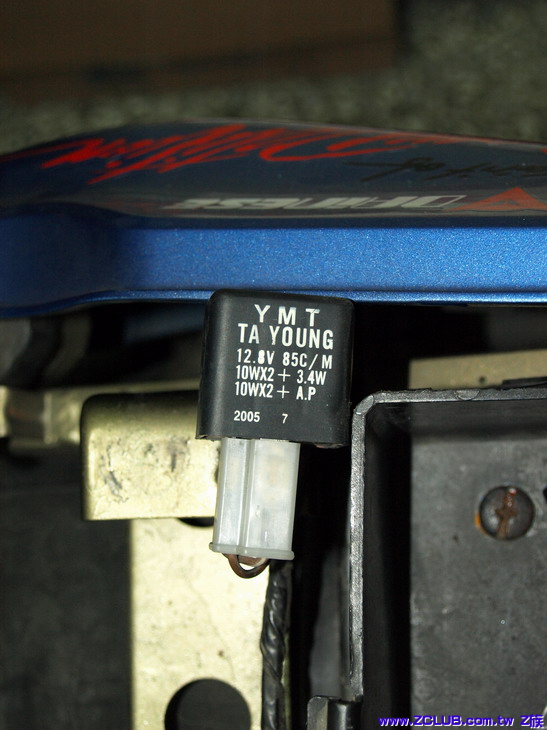 YMT
TA YOUNG
12.8V 85C/M
10WX2+3.4W
10WX2+A.P
2005 7
www.ZCLUB.com.tw Z族